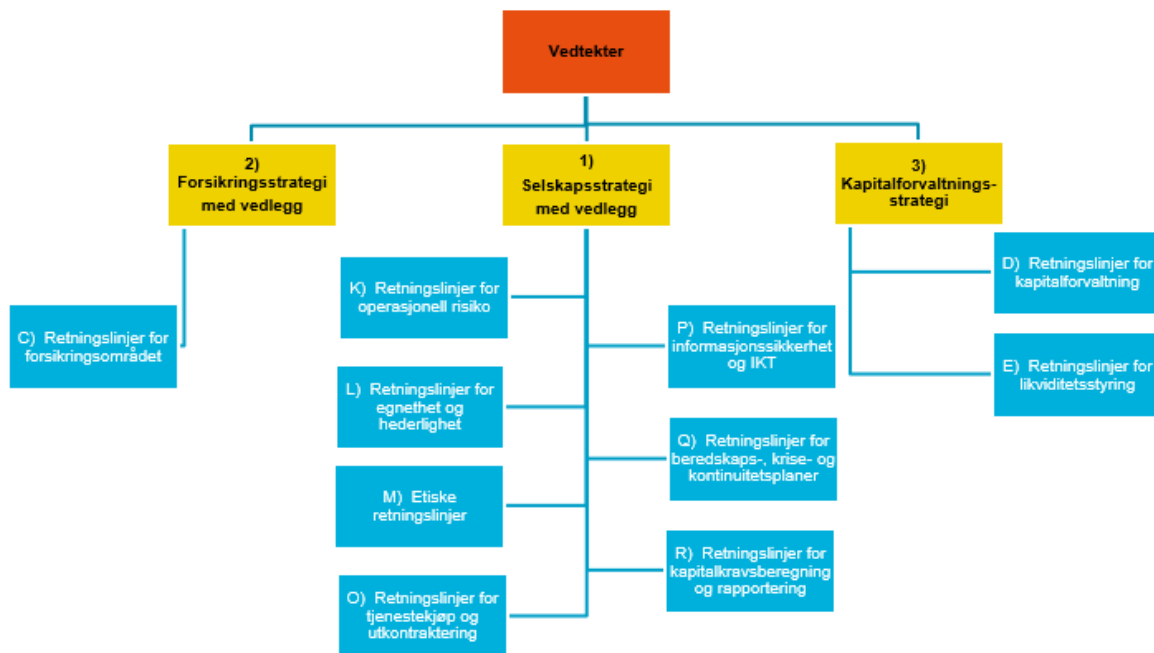 Vedtekter
2)
Forsikringsstrategi
med vedlegg
1)
Selskapsstrategi
med vedlegg
3)
Kapitalforvaltnings-
strategi
C) Retningslinjer for
forsikringsområdet
K) Retningslinjer for
operasjonell risiko
L) Retningslinjer for
egnethet og
hederlighet
M) Etiske
retningslinjer
O) Retningslinjer for
tjenestekjøp og
utkontraktering
P) Retningslinjer for
informasjonssikkerhet
og IKT
Q) Retningslinjer for
beredskaps-, krise- og
kontinuitetsplaner
R) Retningslinjer for
kapitalkravsberegning
og rapportering
D) Retningslinjer for
kapitalforvaltning
E) Retningslinjer for
likviditetsstyring